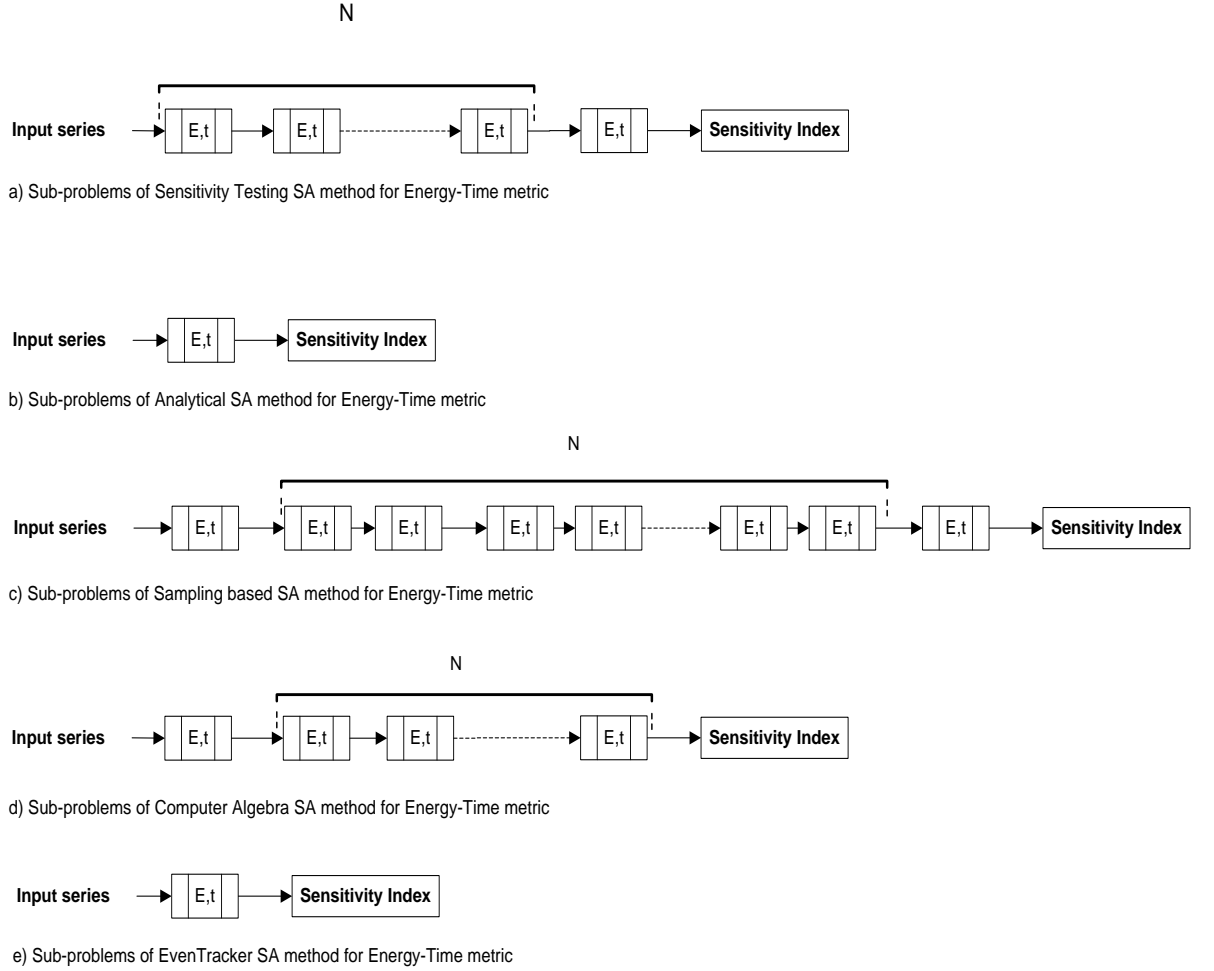 N
Input series E,t E,t E,t E,t Sensitivity Index
a) Sub-problems of Sensitivity Testing SA method for Energy-Time metric
Input series E,t Sensitivity Index
b) Sub-problems of Analytical SA method for Energy-Time metric
N
Input series E,t E,t E,t E,t E,t E,t E,t E,t Sensitivity Index
c) Sub-problems of Sampling based SA method for Energy-Time metric
N
Input series E,t E,t E,t E,t Sensitivity Index
d) Sub-problems of Computer Algebra SA method for Energy-Time metric
Input series E,t Sensitivity Index
e) Sub-problems of EvenTracker SA method for Energy-Time metric